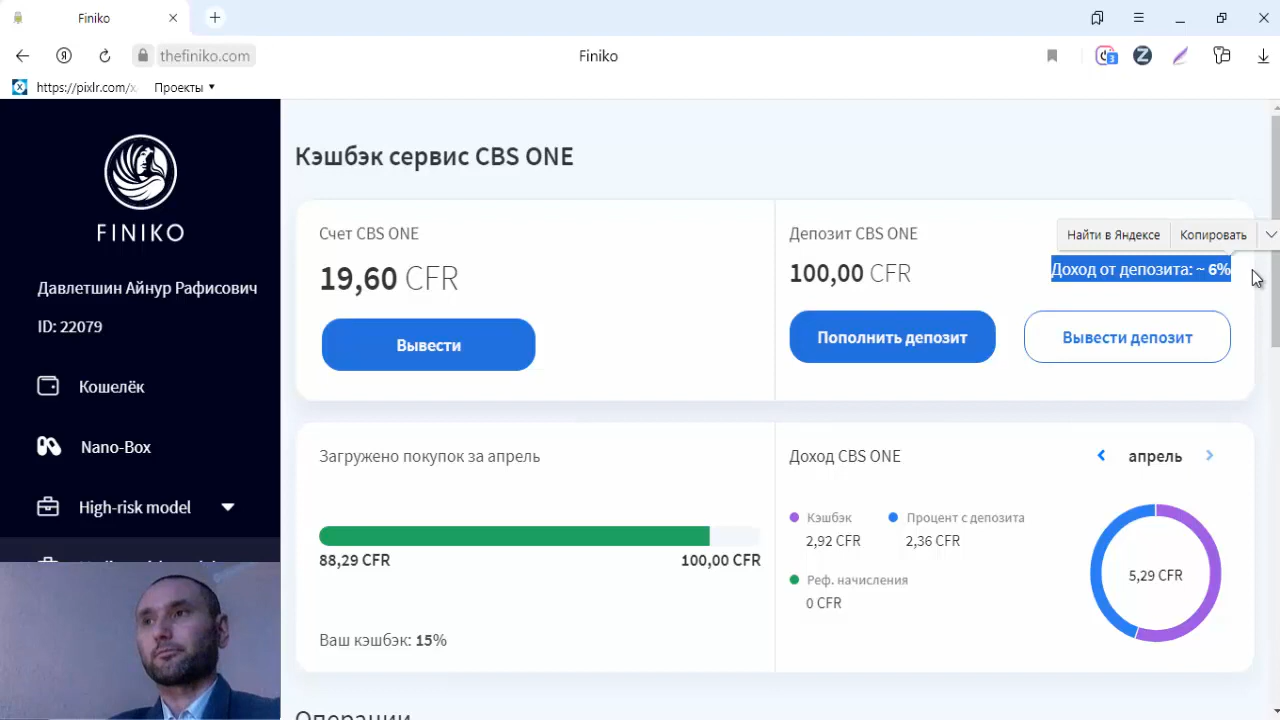 Finiko
thefiniko.com
Finiko
3
Z
https://pixlr.com/x
Проекты
FINIKO
Давлетшин Айнур Рафисович
ID: 22079
Кошелёк
Nano-Box
High-risk model
Кэшбэк сервис CBS ONE
Счет CBS ONE
19,60 CFR
Вывести
Депозит CBS ONE
Найти в Яндексе
Копировать
100,00 CFR
Доход от депозита: ~ 6%
Пополнить депозит
Вывести депозит
Загружено покупок за апрель
88,29 CFR
100,00 CFR
Ваш кэшбэк: 15%
Доход CBS ONE
апрель
Кэшбэк
2,92 CFR
Процент с депозита
2,36 CFR
Реф. начисления
0 CFR
5,29 CFR
Операции